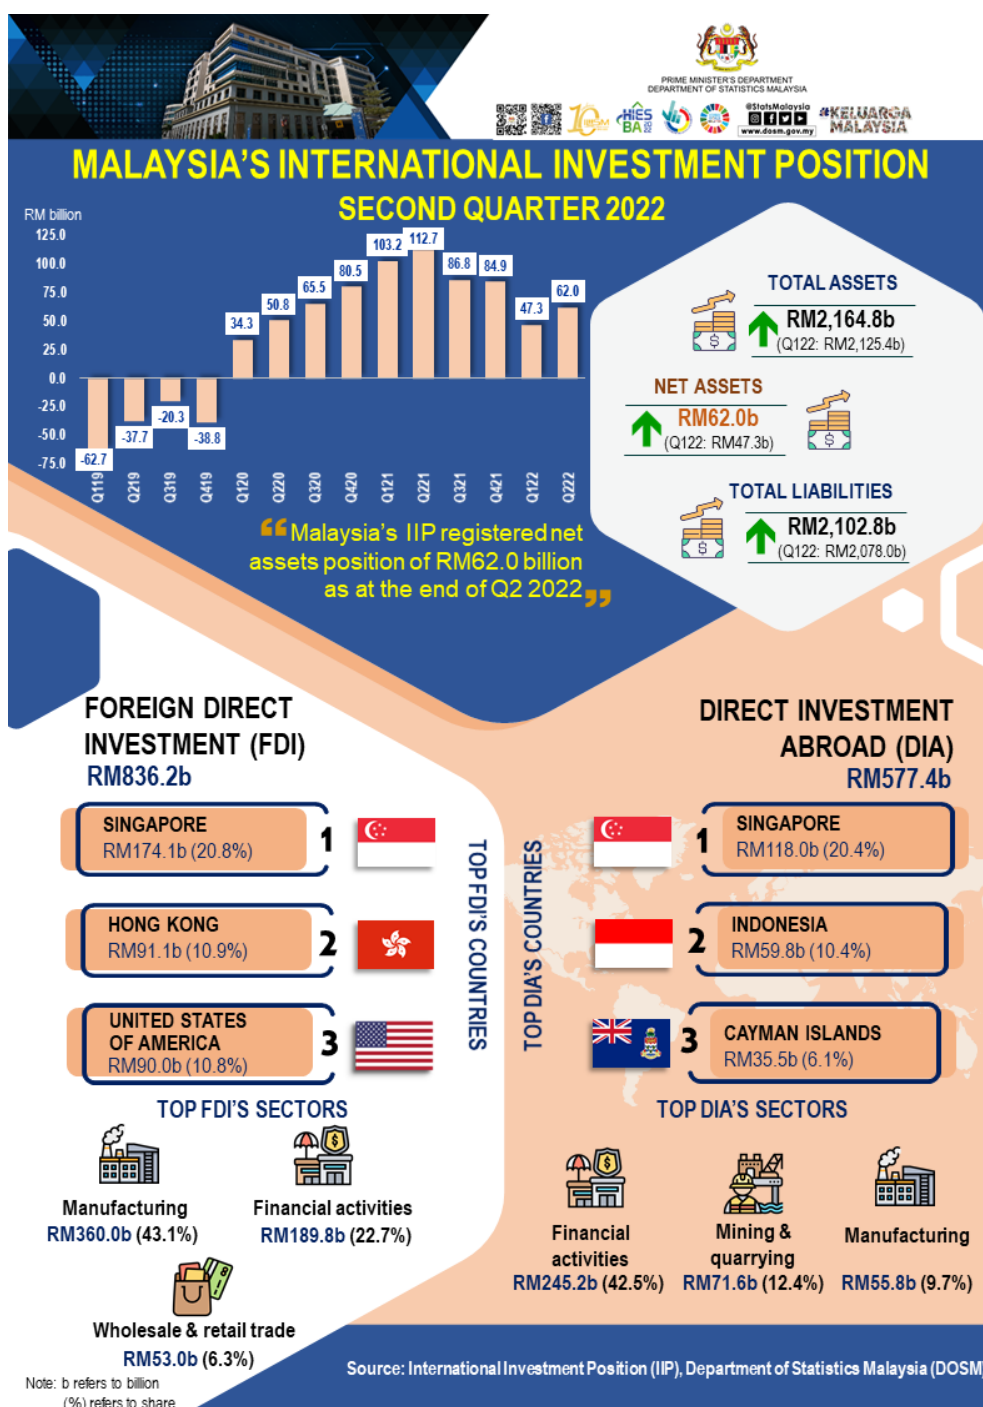 PRIME MINISTER'S DEPARTMENT
DEPARTMENT OF STATISTICS MALAYSIA
HIES
BA
@StatsMalaysia
www.dosm.gov.my
#KELUARGA
MALAYSIA
MALAYSIA'S INTERNATIONAL INVESTMENT POSITION
SECOND QUARTER 2022
RM billion
125.0
100.0
75.0
50.0
25.0
0.0
-25.0
-50.0
-75.0
-62.7
-37.7
-20.3
-38.8
34.3
50.8
65.5
80.5
103.2
112.7
86.8
84.9
47.3
62.0
Q119
Q219
Q319
Q419
Q120
Q220
Q320
Q420
Q121
Q221
Q321
Q421
Q122
Q222
TOTAL ASSETS
RM2,164.8b
(Q122: RM2,125.4b)
NET ASSETS
RM62.0b
(Q122: RM47.3b)
TOTAL LIABILITIES
RM2,102.8b
(Q122: RM2,078.0b)
“Malaysia's IIP registered net
assets position of RM62.0 billion
as at the end of Q2 2022”
FOREIGN DIRECT
INVESTMENT (FDI)
RM836.2b
SINGAPORE
RM174.1b (20.8%)
1
HONG KONG
RM91.1b (10.9%)
2
UNITED STATES
OF AMERICA
RM90.0b (10.8%)
3
TOP FDI'S COUNTRIES
TOP FDI'S SECTORS
Manufacturing
RM360.0b (43.1%)
Financial activities
RM189.8b (22.7%)
Wholesale & retail trade
RM53.0b (6.3%)
Note: b refers to billion
(%) refers to share
DIRECT INVESTMENT
ABROAD (DIA)
RM577.4b
TOP DIA'S COUNTRIES
1
SINGAPORE
RM118.0b (20.4%)
2
INDONESIA
RM59.8b (10.4%)
3
CAYMAN ISLANDS
RM35.5b (6.1%)
TOP DIA'S SECTORS
Financial
activities
RM245.2b (42.5%)
Mining &
quarrying
RM71.6b (12.4%)
Manufacturing
RM55.8b (9.7%)
Source: International Investment Position (IIP), Department of Statistics Malaysia (DOSM)